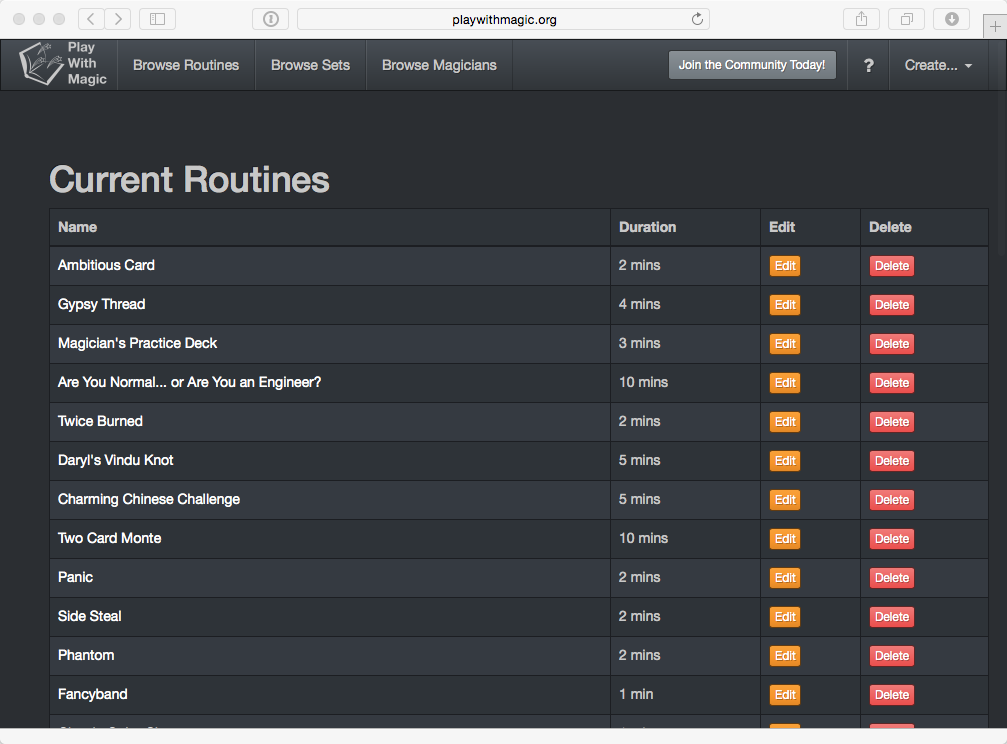 playwithmagic.org
Play
With
Magic
Browse Routines
Browse Sets
Browse Magicians
Join the Community Today!
?
Create...
Current Routines
Name Duration Edit Delete
Ambitious Card 2 mins Edit Delete
Gypsy Thread 4 mins Edit Delete
Magician's Practice Deck 3 mins Edit Delete
Are You Normal... or Are You an Engineer? 10 mins Edit Delete
Twice Burned 2 mins Edit Delete
Daryl's Vindu Knot 5 mins Edit Delete
Charming Chinese Challenge 5 mins Edit Delete
Two Card Monte 10 mins Edit Delete
Panic 2 mins Edit Delete
Side Steal 2 mins Edit Delete
Phantom 2 mins Edit Delete
Fancyband 1 min Edit Delete